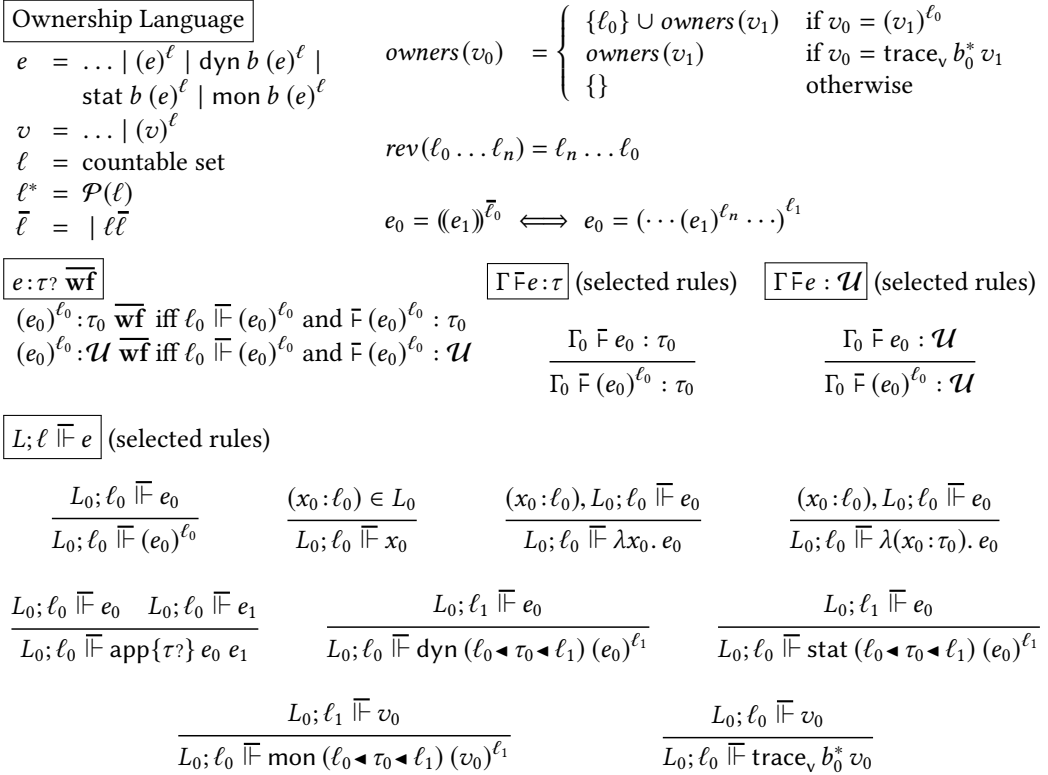 Ownership Language
e = … | (e)^ℓ | dyn b (e)^ℓ |
stat b (e)^ℓ | mon b (e)^ℓ
v = … | (v)^ℓ
ℓ = countable set
ℓ* = 𝒫(ℓ)
ℓ̄ = | ℓℓ̄
owners(v₀) = { {ℓ₀} ∪ owners(v₁) if v₀ = (v₁)^ℓ₀
owners(v₁) if v₀ = trace_v b₀* v₁
{} otherwise
rev(ℓ₀ … ℓₙ) = ℓₙ … ℓ₀
e₀ = ((e₁))^ℓ̄₀ ⟺ e₀ = (⋯ (e₁)^ℓₙ ⋯)^ℓ₁
e : τ? w̅f̅
(e₀)^ℓ₀ : τ₀ w̅f̅ iff ℓ₀ ⊩̅ (e₀)^ℓ₀ and ⊢̅ (e₀)^ℓ₀ : τ₀
(e₀)^ℓ₀ : 𝒰 w̅f̅ iff ℓ₀ ⊩̅ (e₀)^ℓ₀ and ⊢̅ (e₀)^ℓ₀ : 𝒰
Γ ⊢̅ e : τ (selected rules)
Γ₀ ⊢̅ e₀ : τ₀
Γ₀ ⊢̅ (e₀)^ℓ₀ : τ₀
Γ ⊢̅ e : 𝒰 (selected rules)
Γ₀ ⊢̅ e₀ : 𝒰
Γ₀ ⊢̅ (e₀)^ℓ₀ : 𝒰
L; ℓ ⊩̅ e (selected rules)
L₀; ℓ₀ ⊩̅ e₀
L₀; ℓ₀ ⊩̅ (e₀)^ℓ₀
(x₀ : ℓ₀) ∈ L₀
L₀; ℓ₀ ⊩̅ x₀
(x₀ : ℓ₀), L₀; ℓ₀ ⊩̅ e₀
L₀; ℓ₀ ⊩̅ λx₀. e₀
(x₀ : ℓ₀), L₀; ℓ₀ ⊩̅ e₀
L₀; ℓ₀ ⊩̅ λ(x₀ : τ₀). e₀
L₀; ℓ₀ ⊩̅ e₀ L₀; ℓ₀ ⊩̅ e₁
L₀; ℓ₀ ⊩̅ app{τ?} e₀ e₁
L₀; ℓ₁ ⊩̅ e₀
L₀; ℓ₀ ⊩̅ dyn (ℓ₀ ◂ τ₀ ◂ ℓ₁) (e₀)^ℓ₁
L₀; ℓ₁ ⊩̅ e₀
L₀; ℓ₀ ⊩̅ stat (ℓ₀ ◂ τ₀ ◂ ℓ₁) (e₀)^ℓ₁
L₀; ℓ₁ ⊩̅ v₀
L₀; ℓ₀ ⊩̅ mon (ℓ₀ ◂ τ₀ ◂ ℓ₁) (v₀)^ℓ₁
L₀; ℓ₀ ⊩̅ v₀
L₀; ℓ₀ ⊩̅ trace_v b₀* v₀